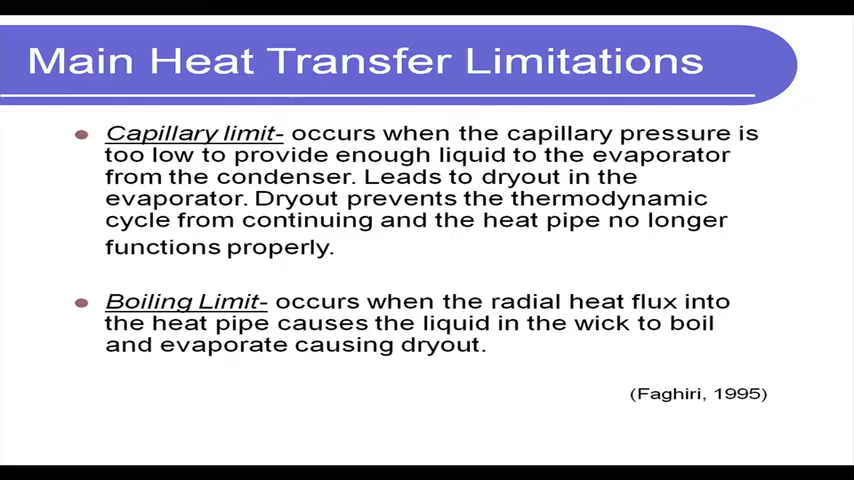 Main Heat Transfer Limitations
Capillary limit- occurs when the capillary pressure is
too low to provide enough liquid to the evaporator
from the condenser. Leads to dryout in the
evaporator. Dryout prevents the thermodynamic
cycle from continuing and the heat pipe no longer
functions properly.
Boiling Limit- occurs when the radial heat flux into
the heat pipe causes the liquid in the wick to boil
and evaporate causing dryout.
(Faghiri, 1995)